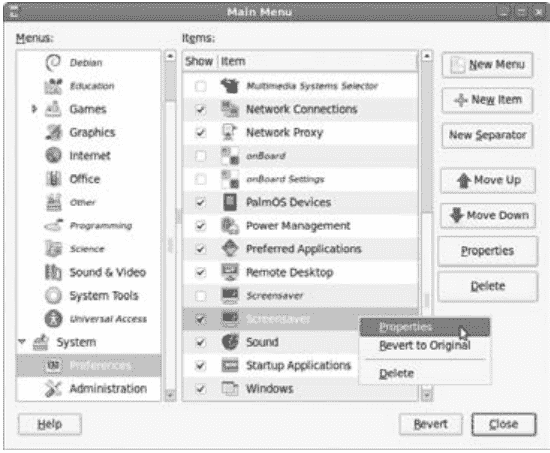 Main Menu
Menus:
Debian
Education
Games
Graphics
Internet
Office
Other
Programming
Science
Sound & Video
System Tools
Universal Access
System
Preferences
Administration
Items:
Show Item
Multimedia Systems Selector
Network Connections
Network Proxy
onBoard
onBoard Settings
PalmOS Devices
Power Management
Preferred Applications
Remote Desktop
Screensaver
Screensaver
Sound
Startup Applications
Windows
Properties
Revert to Original
Delete
New Menu
New Item
New Separator
Move Up
Move Down
Properties
Delete
Help
Revert
Close